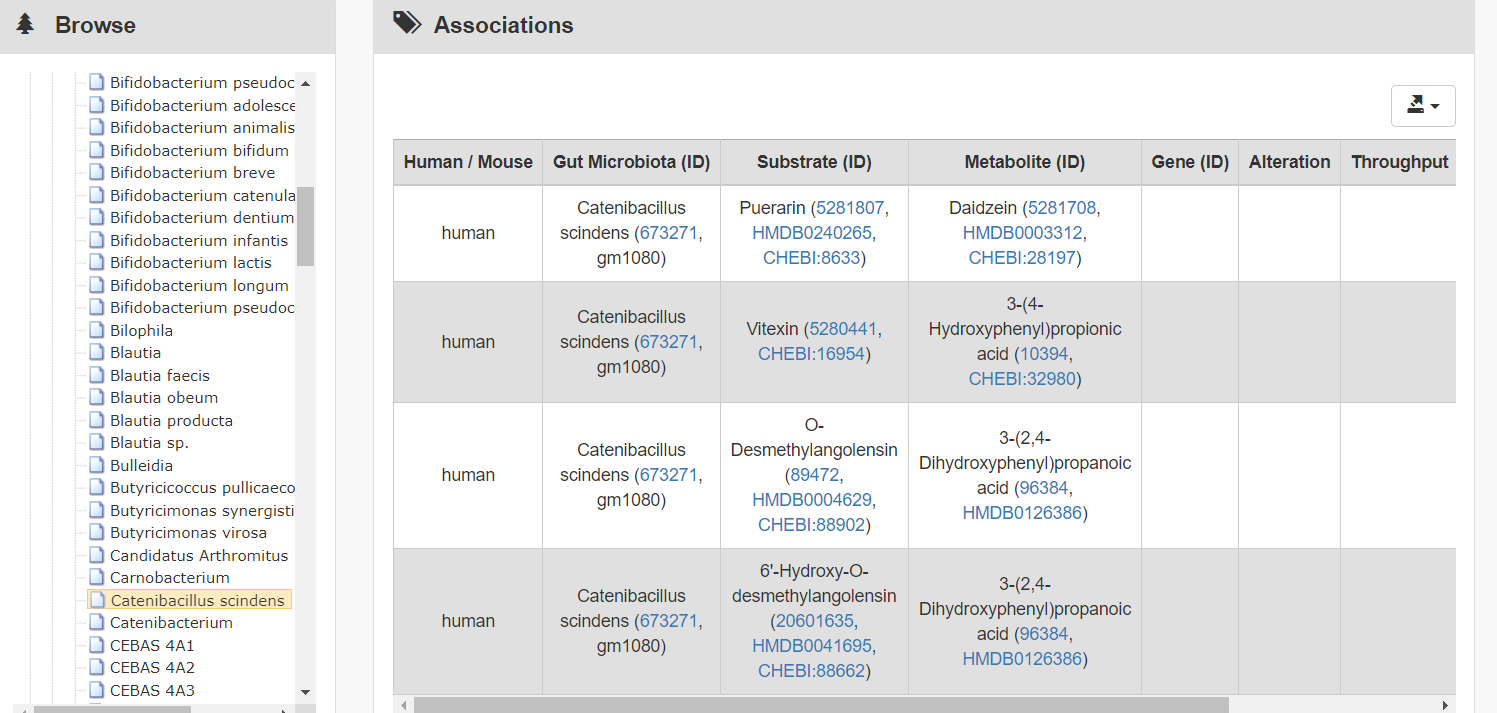 Browse
Bifidobacterium pseudoc
Bifidobacterium adolesce
Bifidobacterium animalis
Bifidobacterium bifidum
Bifidobacterium breve
Bifidobacterium catenula
Bifidobacterium dentium
Bifidobacterium infantis
Bifidobacterium lactis
Bifidobacterium longum
Bifidobacterium pseudoc
Bilophila
Blautia
Blautia faecis
Blautia obeum
Blautia producta
Blautia sp.
Bulleidia
Butyricicoccus pullicaeco
Butyricimonas synergisti
Butyricimonas virosa
Candidatus Arthromitus
Carnobacterium
Catenibacillus scindens
Catenibacterium
CEBAS 4A1
CEBAS 4A2
CEBAS 4A3
Associations
Human / Mouse Gut Microbiota (ID) Substrate (ID) Metabolite (ID) Gene (ID) Alteration Throughput
human
Catenibacillus
scindens (673271,
gm1080)
Puerarin (5281807,
HMDB0240265,
CHEBI:8633)
Daidzein (5281708,
HMDB0003312,
CHEBI:28197)
human
Catenibacillus
scindens (673271,
gm1080)
Vitexin (5280441,
CHEBI:16954)
3-(4-
Hydroxyphenyl)propionic
acid (10394,
CHEBI:32980)
human
Catenibacillus
scindens (673271,
gm1080)
O-
Desmethylangolensin
(89472,
HMDB0004629,
CHEBI:88902)
3-(2,4-
Dihydroxyphenyl)propanoic
acid (96384,
HMDB0126386)
human
Catenibacillus
scindens (673271,
gm1080)
6'-Hydroxy-O-
desmethylangolensin
(20601635,
HMDB0041695,
CHEBI:88662)
3-(2,4-
Dihydroxyphenyl)propanoic
acid (96384,
HMDB0126386)